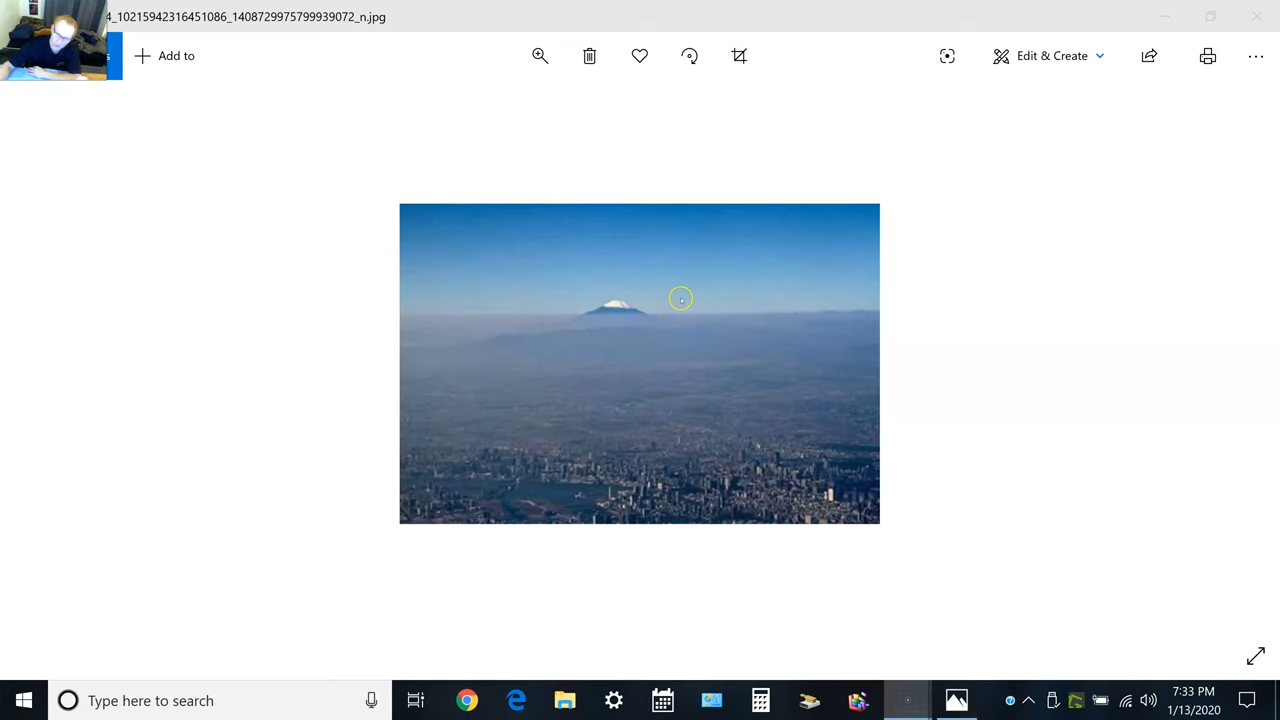 4_10215942316451086_1408729975799939072_n.jpg
s
Add to
Edit & Create
Type here to search
7:33 PM
1/13/2020